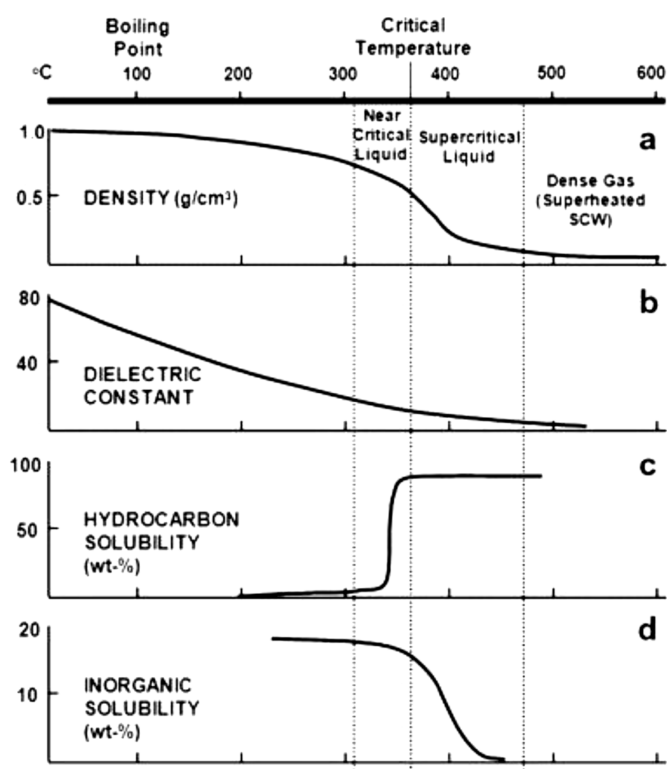 Boiling
Point
Critical
Temperature
°C 100 200 300 400 500 600
Near
Critical
Liquid
Supercritical
Liquid
Dense Gas
(Superheated
SCW)
a
1.0
0.5
DENSITY (g/cm³)
b
80
40
DIELECTRIC
CONSTANT
c
100
50
HYDROCARBON
SOLUBILITY
(wt-%)
d
20
10
INORGANIC
SOLUBILITY
(wt-%)